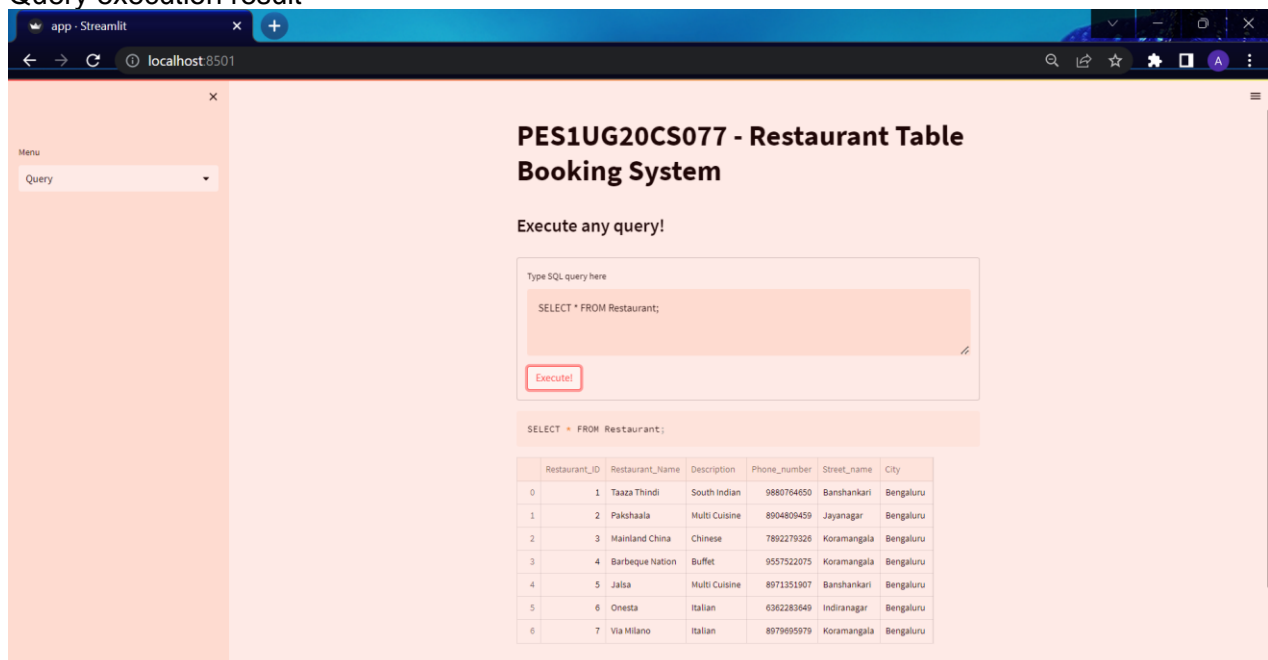 Query execution result
app · Streamlit
localhost:8501
A
Menu
Query
PES1UG20CS077 - Restaurant Table
Booking System
Execute any query!
Type SQL query here
SELECT * FROM Restaurant;
Execute!
SELECT * FROM Restaurant;
Restaurant_ID Restaurant_Name Description Phone_number Street_name City
0 1 Taaza Thindi South Indian 9880764650 Banshankari Bengaluru
1 2 Pakshaala Multi Cuisine 8904809459 Jayanagar Bengaluru
2 3 Mainland China Chinese 7892279326 Koramangala Bengaluru
3 4 Barbeque Nation Buffet 9557522075 Koramangala Bengaluru
4 5 Jalsa Multi Cuisine 8971351907 Banshankari Bengaluru
5 6 Onesta Italian 6362283649 Indiranagar Bengaluru
6 7 Via Milano Italian 8979695979 Koramangala Bengaluru